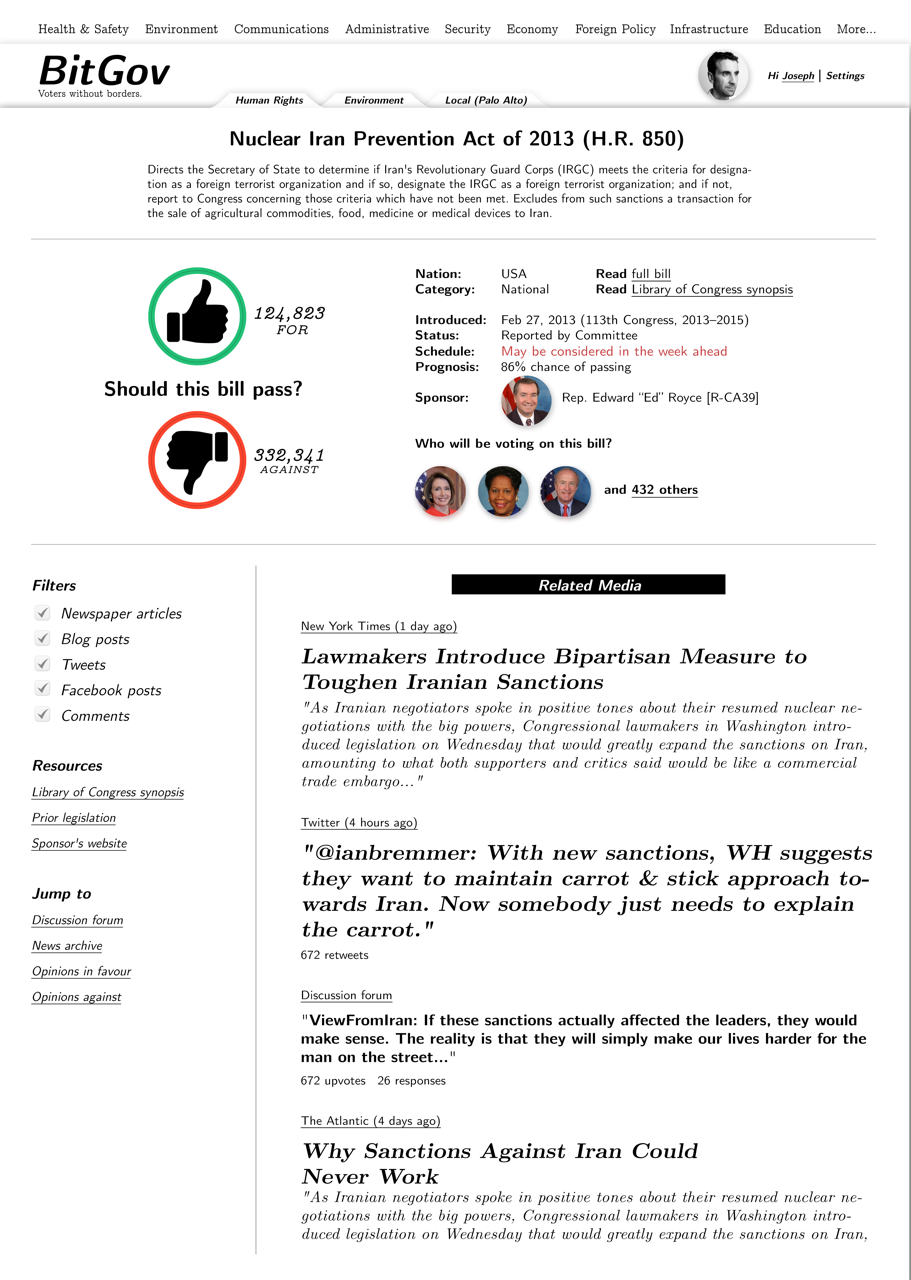 Health & Safety Environment Communications Administrative Security Economy Foreign Policy Infrastructure Education More...
BitGov
Voters without borders.
Human Rights Environment Local (Palo Alto)
Hi Joseph | Settings
Nuclear Iran Prevention Act of 2013 (H.R. 850)
Directs the Secretary of State to determine if Iran's Revolutionary Guard Corps (IRGC) meets the criteria for designa-
tion as a foreign terrorist organization and if so, designate the IRGC as a foreign terrorist organization; and if not,
report to Congress concerning those criteria which have not been met. Excludes from such sanctions a transaction for
the sale of agricultural commodities, food, medicine or medical devices to Iran.
124,823
FOR
Should this bill pass?
332,341
AGAINST
Nation: USA Read full bill
Category: National Read Library of Congress synopsis
Introduced: Feb 27, 2013 (113th Congress, 2013–2015)
Status: Reported by Committee
Schedule: May be considered in the week ahead
Prognosis: 86% chance of passing
Sponsor: Rep. Edward “Ed” Royce [R-CA39]
Who will be voting on this bill?
and 432 others
Filters
Newspaper articles
Blog posts
Tweets
Facebook posts
Comments
Resources
Library of Congress synopsis
Prior legislation
Sponsor's website
Jump to
Discussion forum
News archive
Opinions in favour
Opinions against
Related Media
New York Times (1 day ago)
Lawmakers Introduce Bipartisan Measure to
Toughen Iranian Sanctions
"As Iranian negotiators spoke in positive tones about their resumed nuclear ne-
gotiations with the big powers, Congressional lawmakers in Washington intro-
duced legislation on Wednesday that would greatly expand the sanctions on Iran,
amounting to what both supporters and critics said would be like a commercial
trade embargo..."
Twitter (4 hours ago)
"@ianbremmer: With new sanctions, WH suggests
they want to maintain carrot & stick approach to-
wards Iran. Now somebody just needs to explain
the carrot."
672 retweets
Discussion forum
"ViewFromIran: If these sanctions actually affected the leaders, they would
make sense. The reality is that they will simply make our lives harder for the
man on the street..."
672 upvotes 26 responses
The Atlantic (4 days ago)
Why Sanctions Against Iran Could
Never Work
"As Iranian negotiators spoke in positive tones about their resumed nuclear ne-
gotiations with the big powers, Congressional lawmakers in Washington intro-
duced legislation on Wednesday that would greatly expand the sanctions on Iran,